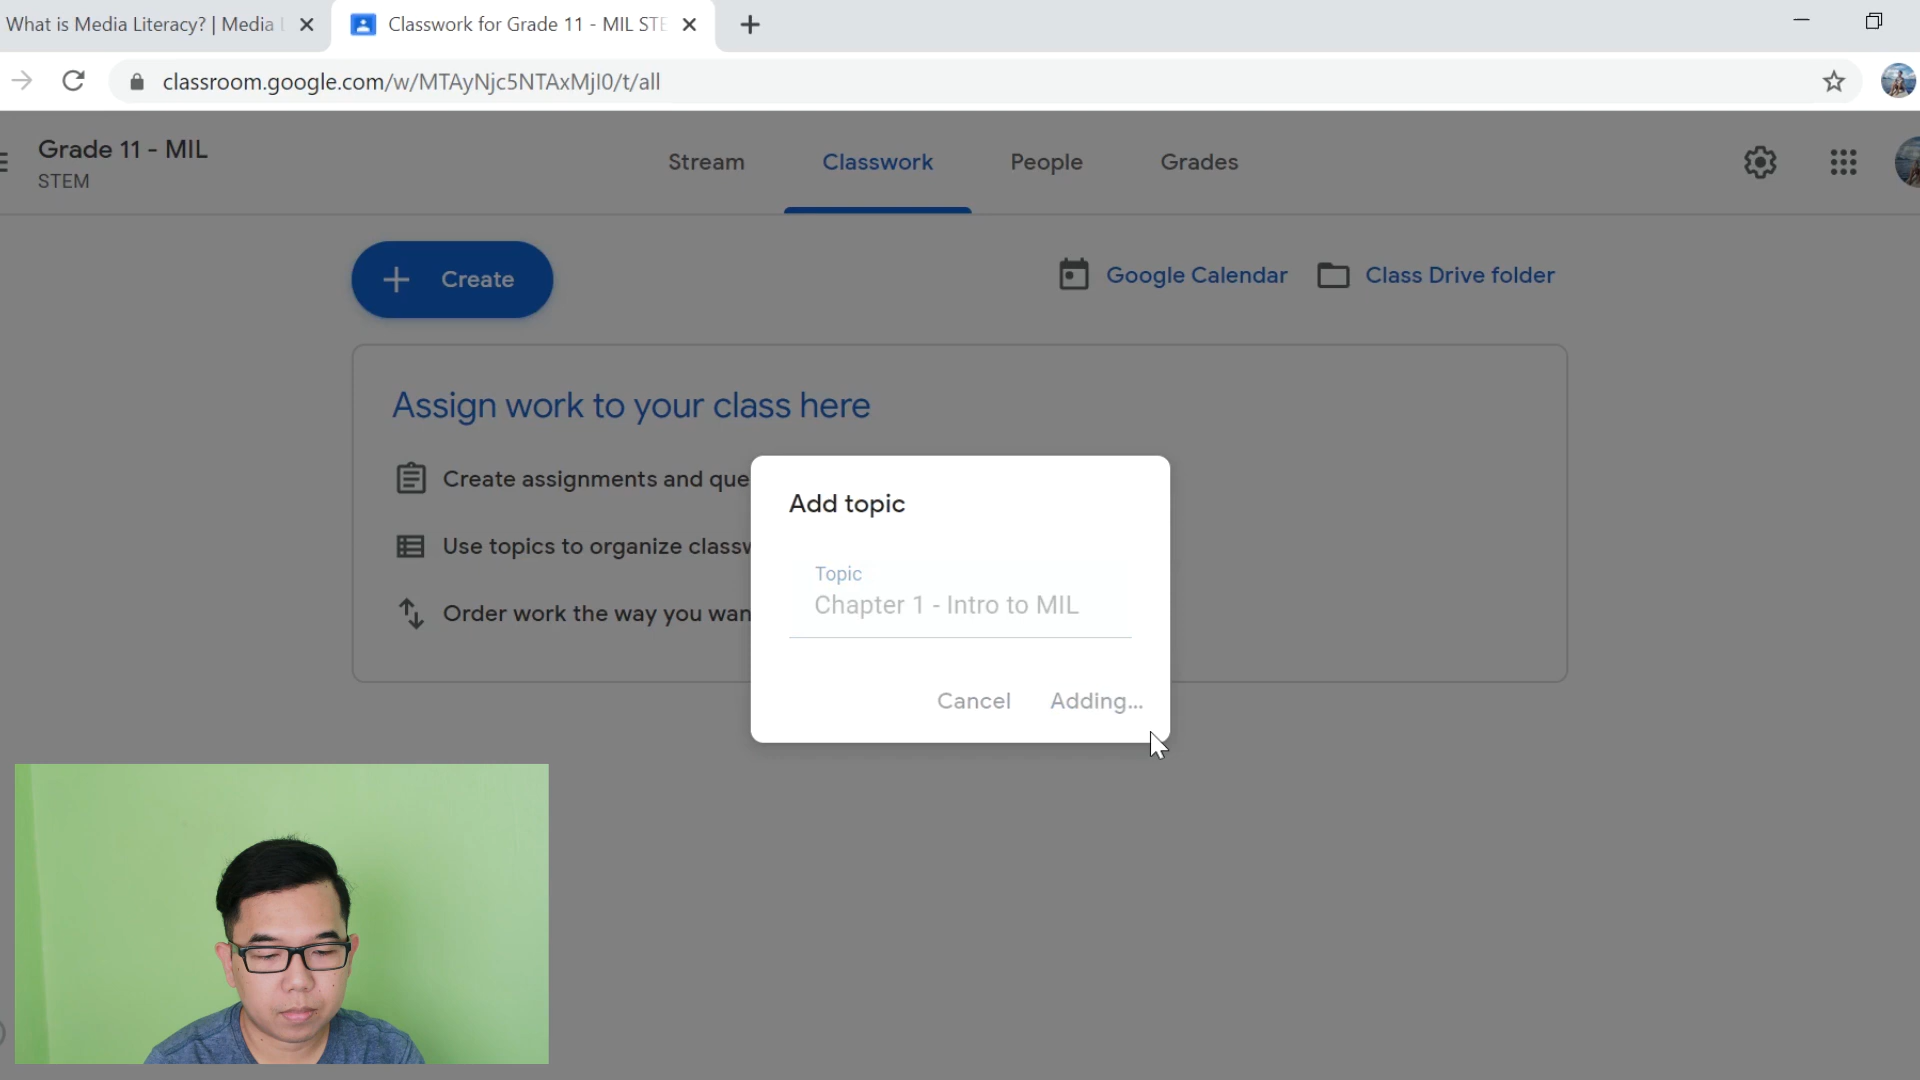 What is Media Literacy? | Media
Classwork for Grade 11 - MIL STE
classroom.google.com/w/MTAyNjc5NTAxMjI0/t/all
Grade 11 - MIL
STEM
Stream
Classwork
People
Grades
Create
Google Calendar
Class Drive folder
Assign work to your class here
Create assignments and que
Use topics to organize classw
Order work the way you wan
Add topic
Topic
Chapter 1 - Intro to MIL
Cancel
Adding...